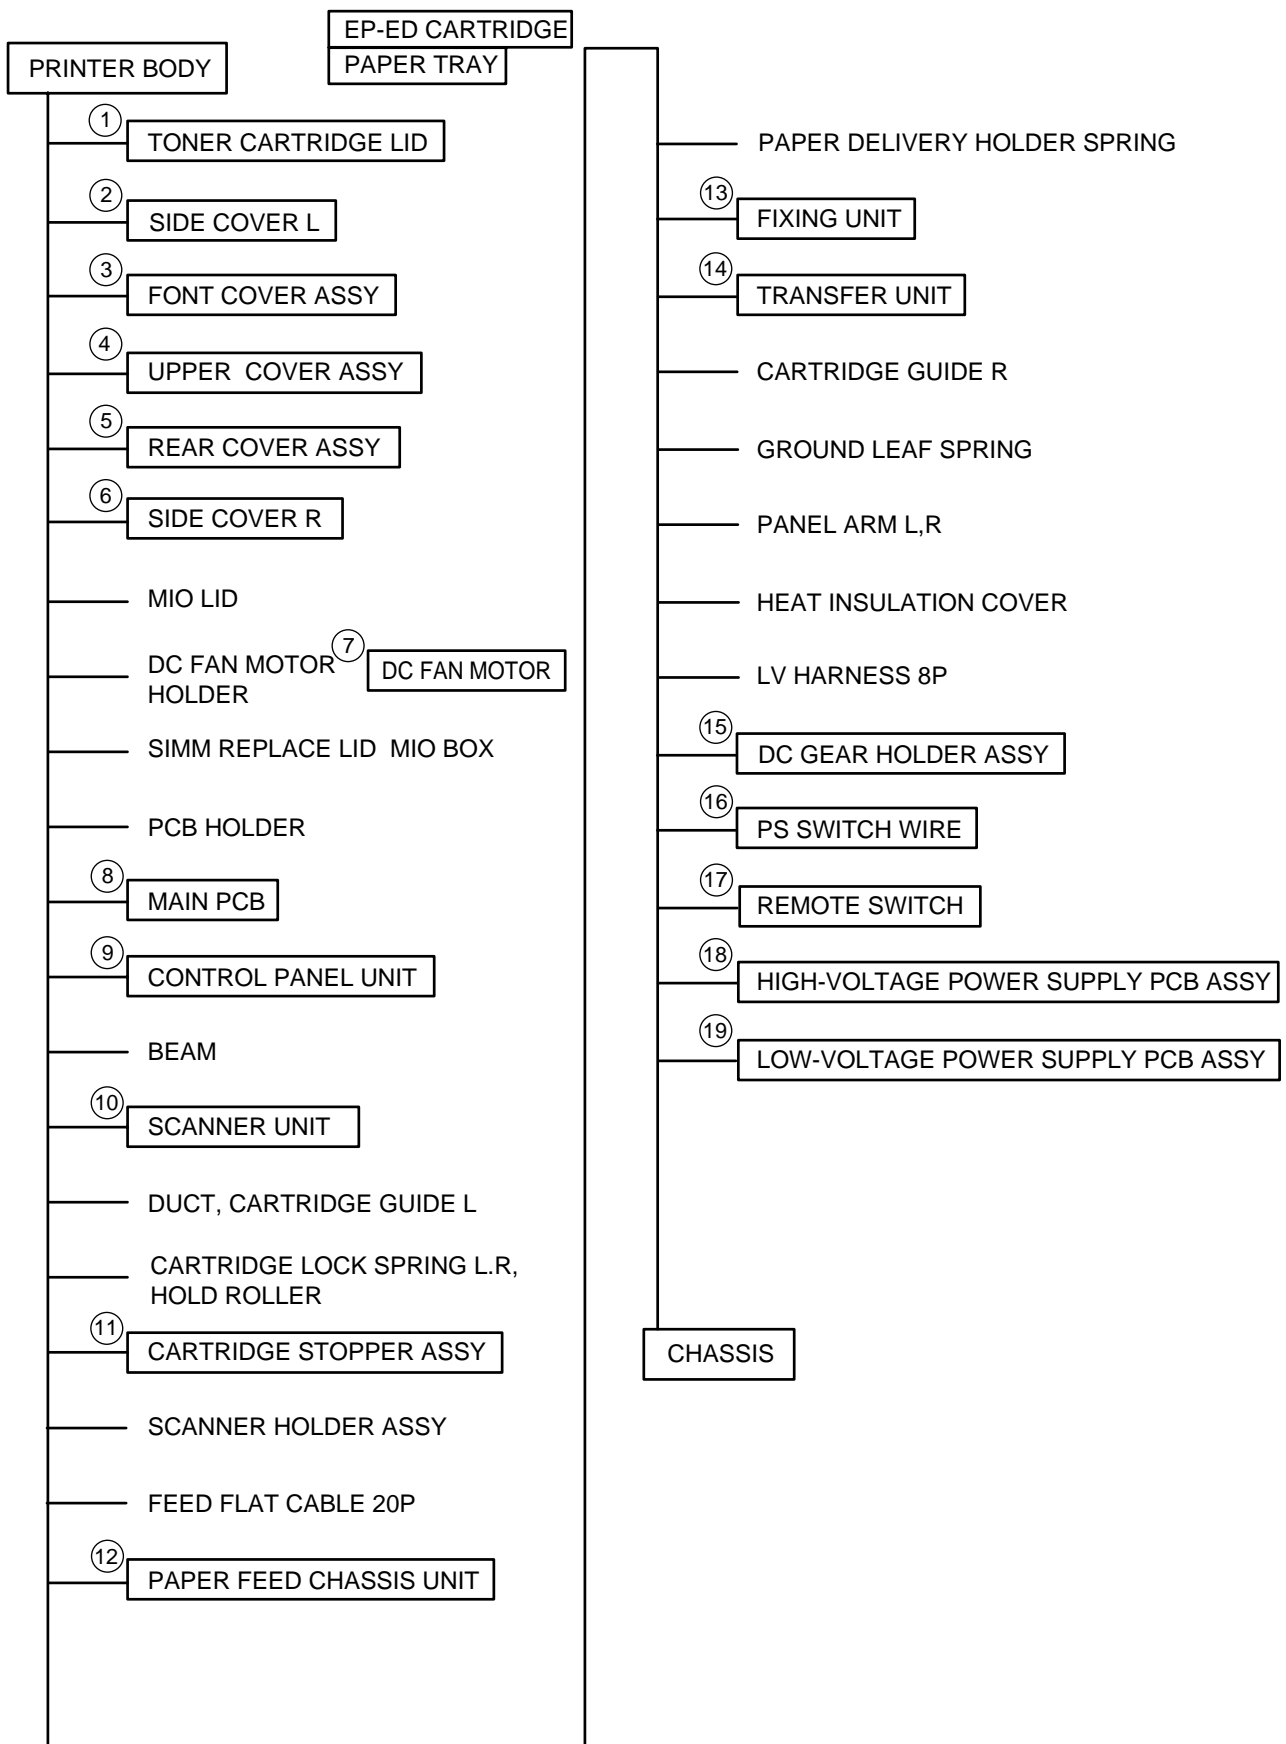 EP-ED CARTRIDGE
PAPER TRAY
PRINTER BODY
1
TONER CARTRIDGE LID
2
SIDE COVER L
3
FONT COVER ASSY
4
UPPER COVER ASSY
5
REAR COVER ASSY
6
SIDE COVER R
MIO LID
DC FAN MOTOR
HOLDER
7
DC FAN MOTOR
SIMM REPLACE LID MIO BOX
PCB HOLDER
8
MAIN PCB
9
CONTROL PANEL UNIT
BEAM
10
SCANNER UNIT
DUCT, CARTRIDGE GUIDE L
CARTRIDGE LOCK SPRING L.R,
HOLD ROLLER
11
CARTRIDGE STOPPER ASSY
SCANNER HOLDER ASSY
FEED FLAT CABLE 20P
12
PAPER FEED CHASSIS UNIT
PAPER DELIVERY HOLDER SPRING
13
FIXING UNIT
14
TRANSFER UNIT
CARTRIDGE GUIDE R
GROUND LEAF SPRING
PANEL ARM L,R
HEAT INSULATION COVER
LV HARNESS 8P
15
DC GEAR HOLDER ASSY
16
PS SWITCH WIRE
17
REMOTE SWITCH
18
HIGH-VOLTAGE POWER SUPPLY PCB ASSY
19
LOW-VOLTAGE POWER SUPPLY PCB ASSY
CHASSIS